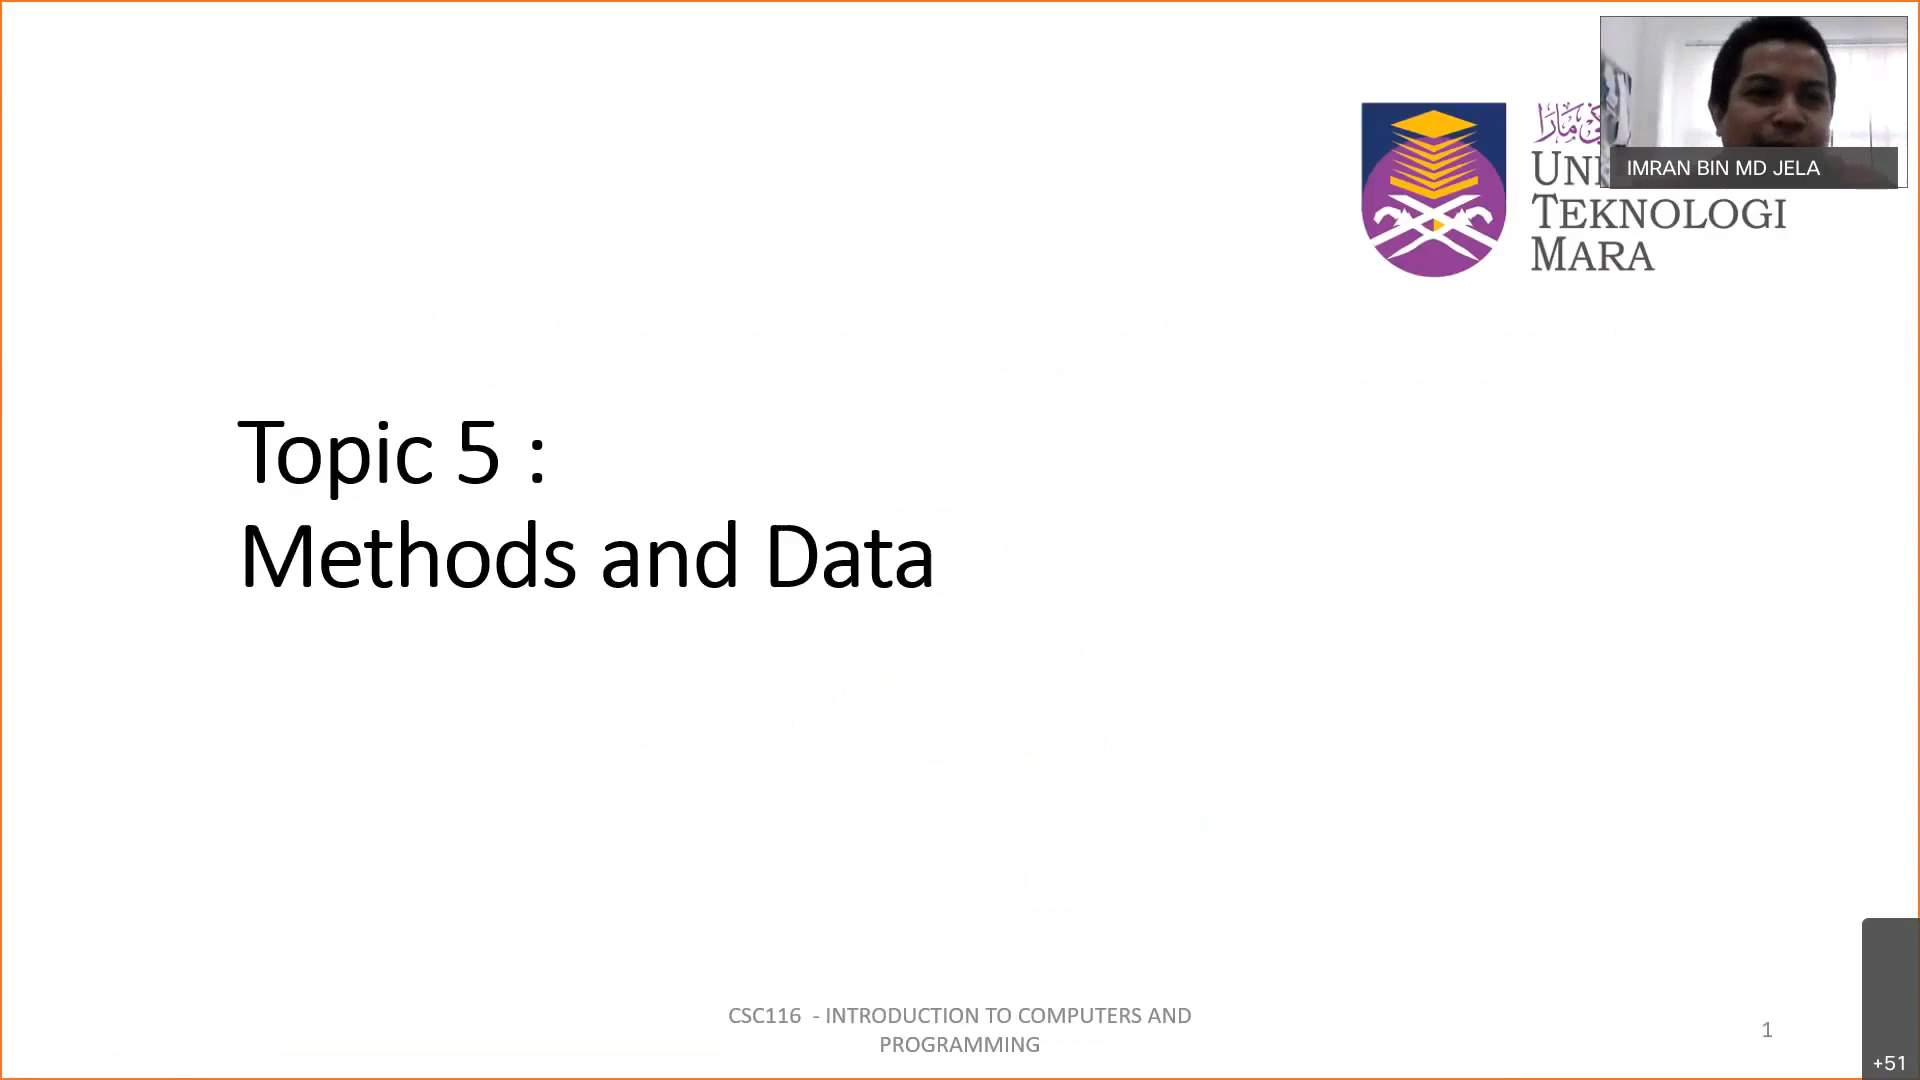 IMRAN BIN MD JELA
TEKNOLOGI
MARA
Topic 5 :
Methods and Data
CSC116 - INTRODUCTION TO COMPUTERS AND
PROGRAMMING
1
+51